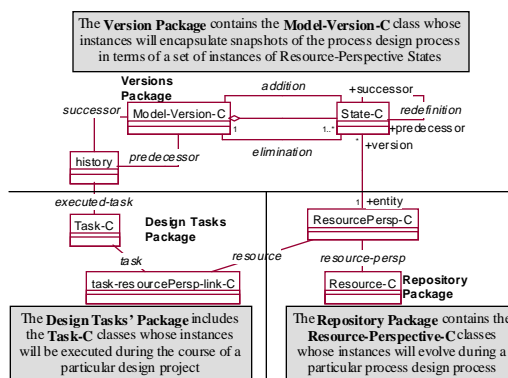 The Version Package contains the Model-Version-C class whose
instances will encapsulate snapshots of the process design process
in terms of a set of instances of Resource-Perspective States
Versions
Package
addition
+successor
successor
Model-Version-C
State-C
redefinition
1
1..*
+predecessor
predecessor
elimination
*
+version
history
executed-task
1
+entity
Task-C
Design Tasks
Package
ResourcePersp-C
task
resource
resource-persp
task-resourcePersp-link-C
Resource-C
Repository
Package
The Design Tasks' Package includes
the Task-C classes whose instances
will be executed during the course of a
particular design project
The Repository Package contains the
Resource-Perspective-C classes
whose instances will evolve during a
particular process design process